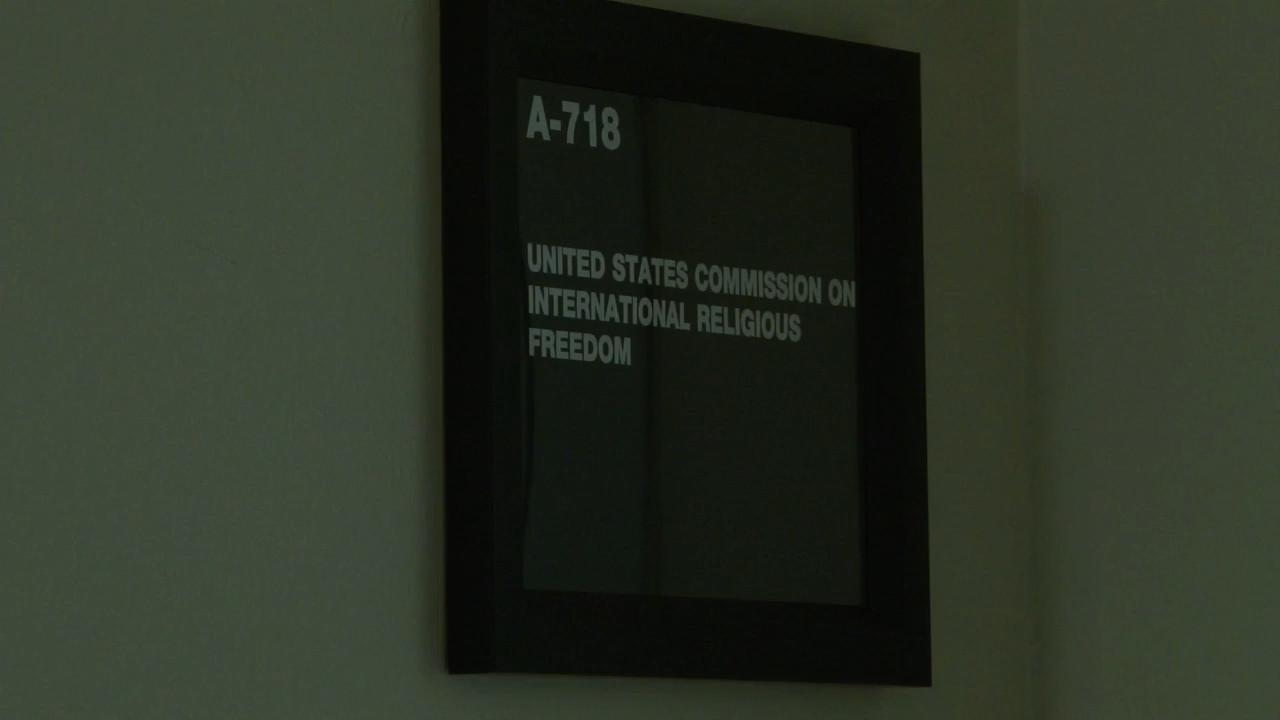 A-718
UNITED STATES COMMISSION ON
INTERNATIONAL RELIGIOUS
FREEDOM